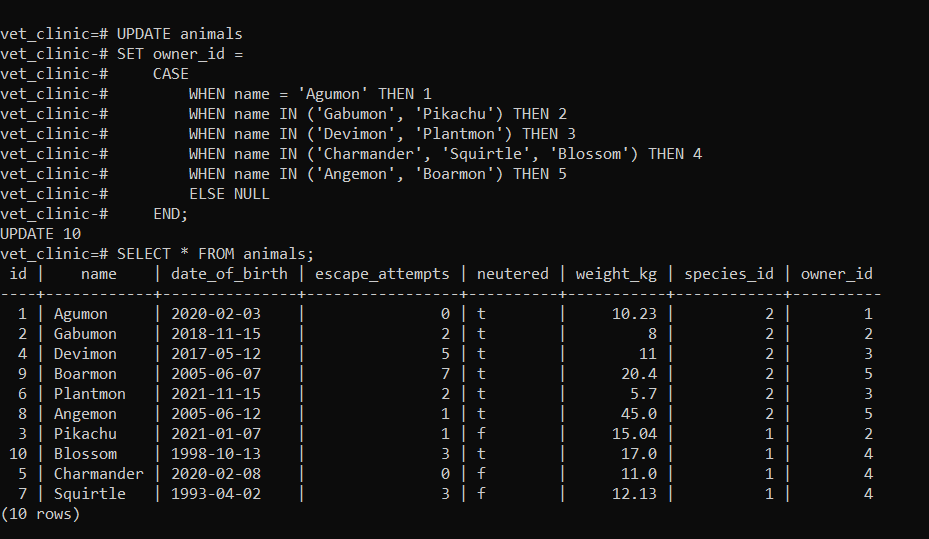 vet_clinic=# UPDATE animals
vet_clinic-# SET owner_id =
vet_clinic-#     CASE
vet_clinic-#         WHEN name = 'Agumon' THEN 1
vet_clinic-#         WHEN name IN ('Gabumon', 'Pikachu') THEN 2
vet_clinic-#         WHEN name IN ('Devimon', 'Plantmon') THEN 3
vet_clinic-#         WHEN name IN ('Charmander', 'Squirtle', 'Blossom') THEN 4
vet_clinic-#         WHEN name IN ('Angemon', 'Boarmon') THEN 5
vet_clinic-#         ELSE NULL
vet_clinic-#     END;
UPDATE 10
vet_clinic=# SELECT * FROM animals;
 id |    name    | date_of_birth | escape_attempts | neutered | weight_kg | species_id | owner_id
----+------------+---------------+-----------------+----------+-----------+------------+----------
  1 | Agumon     | 2020-02-03    |               0 | t        |     10.23 |          2 |        1
  2 | Gabumon    | 2018-11-15    |               2 | t        |         8 |          2 |        2
  4 | Devimon    | 2017-05-12    |               5 | t        |        11 |          2 |        3
  9 | Boarmon    | 2005-06-07    |               7 | t        |      20.4 |          2 |        5
  6 | Plantmon   | 2021-11-15    |               2 | t        |       5.7 |          2 |        3
  8 | Angemon    | 2005-06-12    |               1 | t        |      45.0 |          2 |        5
  3 | Pikachu    | 2021-01-07    |               1 | f        |     15.04 |          1 |        2
 10 | Blossom    | 1998-10-13    |               3 | t        |      17.0 |          1 |        4
  5 | Charmander | 2020-02-08    |               0 | f        |      11.0 |          1 |        4
  7 | Squirtle   | 1993-04-02    |               3 | f        |     12.13 |          1 |        4
(10 rows)